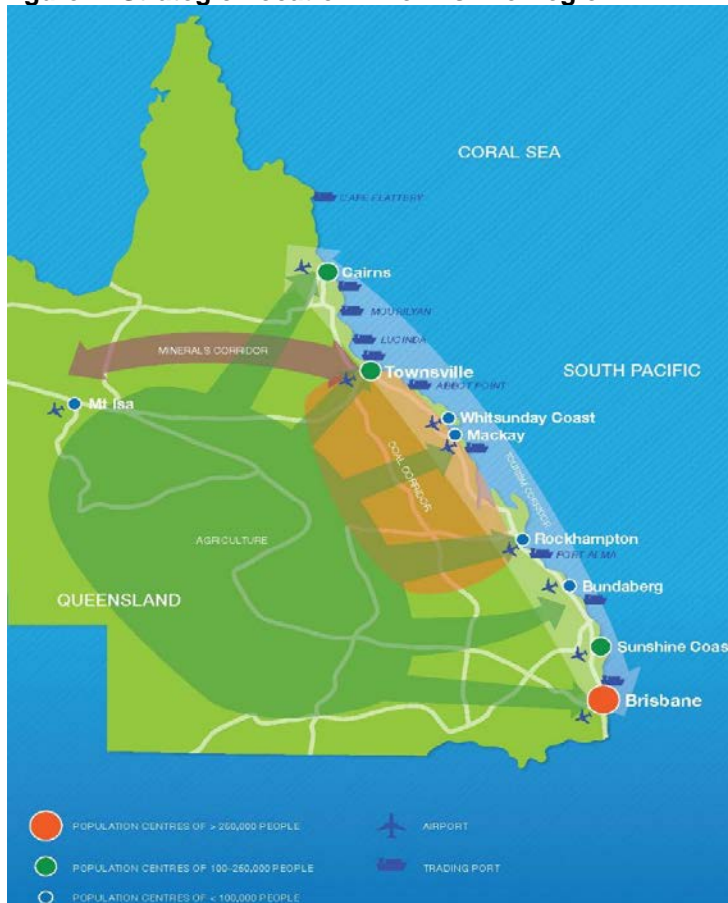 CORAL SEA
CAPE FLATTERY
Cairns
MOURILYAN
LUCINDA
MINERALS CORRIDOR
Townsville
SOUTH PACIFIC
ABBOT POINT
Mt Isa
Whitsunday Coast
Mackay
COAL CORRIDOR
TOURISM CORRIDOR
Rockhampton
AGRICULTURE
PORT ALMA
Bundaberg
QUEENSLAND
Sunshine Coas
Brisbane
POPULATION CENTRES OF > 250,000 PEOPLE
AIRPORT
POPULATION CENTRES OF 100-250,000 PEOPLE
TRADING PORT
POPULATION CENTRES OF < 100,000 PEOPLE